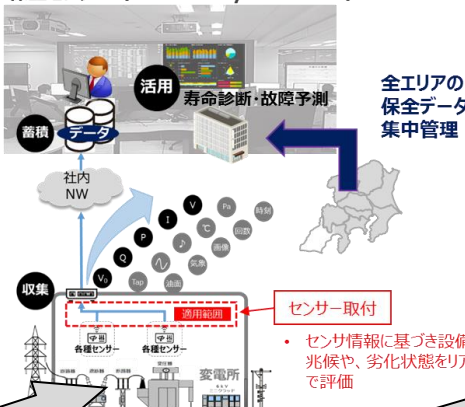 活用
寿命診断・故障予測
全エリアの
保全データ
集中管理
蓄積
データ
社内
NW
V
Pa
時刻
I
℃
回数
P
♪
画像
Q
気象
V₀
Tap
油面
収集
適用範囲
センサー取付
各種センサー
各種センサー
変電所
• センサ情報に基づき設備
兆候や、劣化状態をリア
で評価